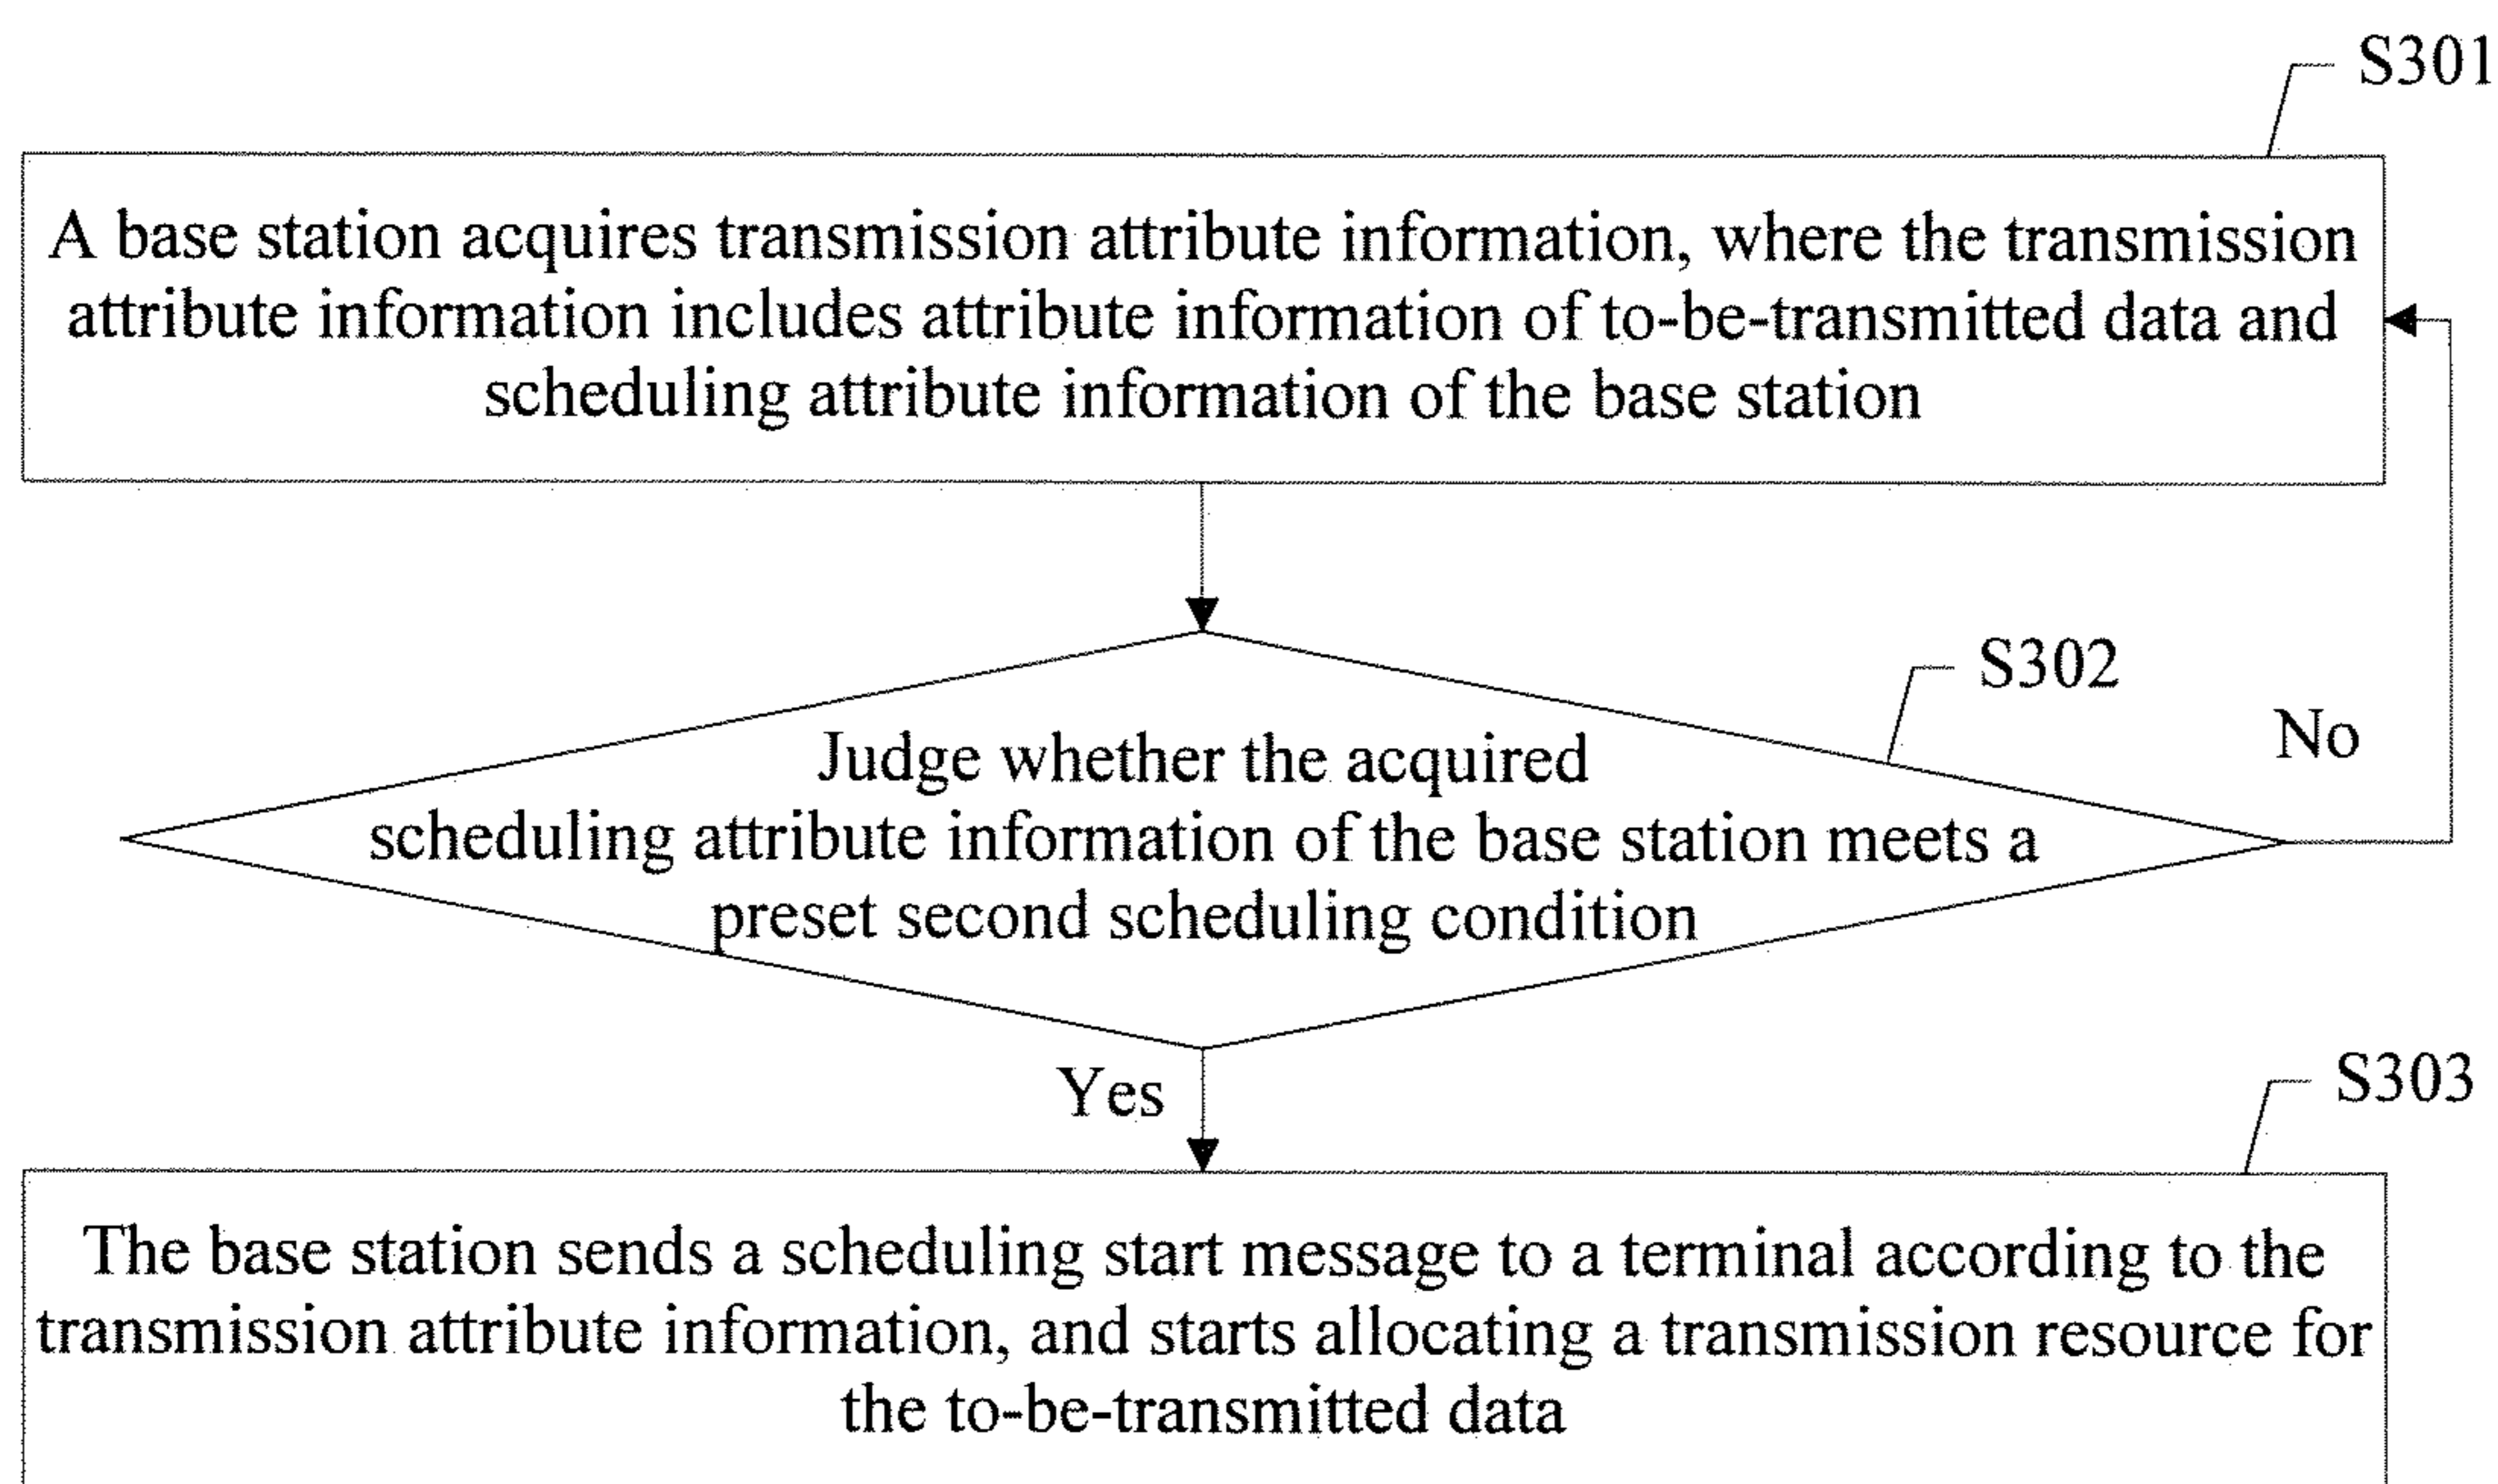 S301
A base station acquires transmission attribute information, where the transmission
attribute information includes attribute information of to-be-transmitted data and
scheduling attribute information of the base station
S302
No
Judge whether the acquired
scheduling attribute information of the base station meets a
preset second scheduling condition
Yes
S303
The base station sends a scheduling start message to a terminal according to the
transmission attribute information, and starts allocating a transmission resource for
the to-be-transmitted data